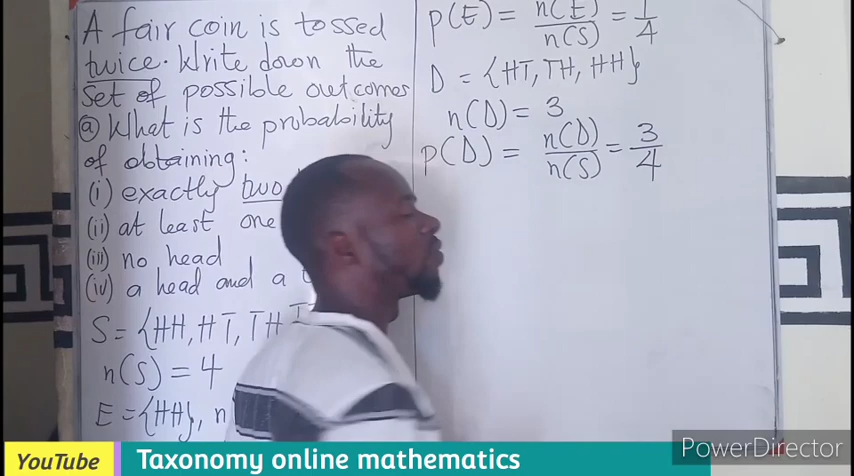 A fair coin is tossed
twice. Write down the
set of possible outcomes
(a) What is the probability
of obtaining:
(i) exactly two
(ii) at least one
(iii) no head
(iv) a head and a
S = {HH, HT, TH
n(S) = 4
E = {HH}, n
p(E) = n(E)/n(S) = 1/4
D = {HT, TH, HH}
n(D) = 3
p(D) = n(D)/n(S) = 3/4
PowerDirector
YouTube Taxonomy online mathematics